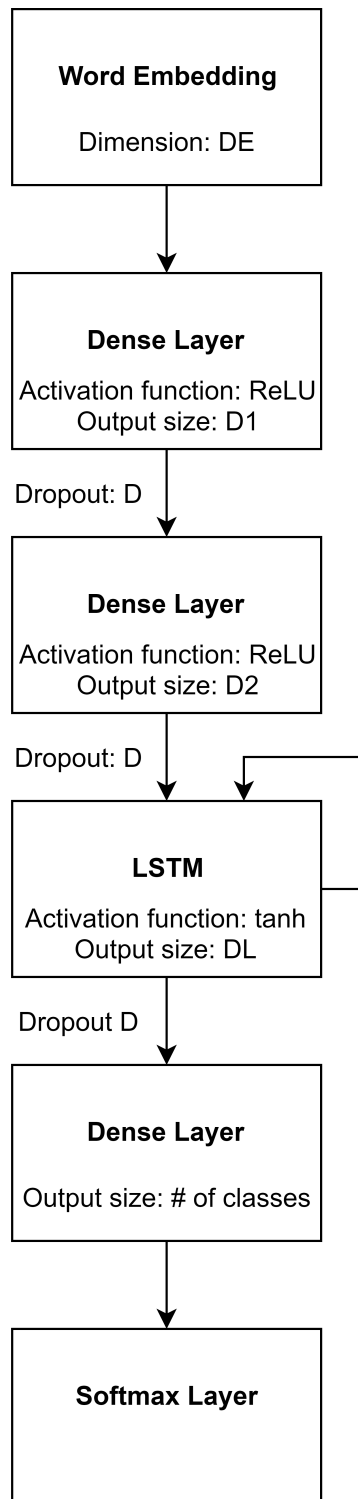 Word Embedding
Dimension: DE
Dense Layer
Activation function: ReLU
Output size: D1
Dropout: D
Dense Layer
Activation function: ReLU
Output size: D2
Dropout: D
LSTM
Activation function: tanh
Output size: DL
Dropout D
Dense Layer
Output size: # of classes
Softmax Layer